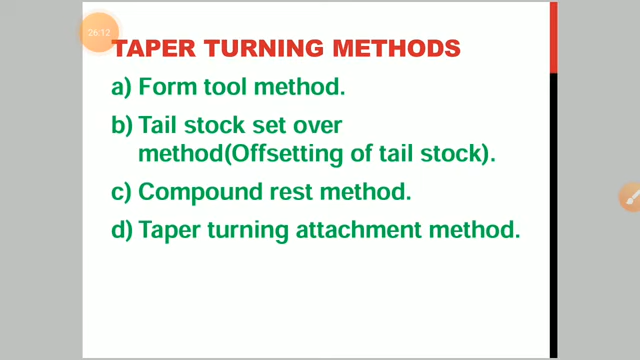 26:12
TAPER TURNING METHODS
a) Form tool method.
b) Tail stock set over
method(Offsetting of tail stock).
c) Compound rest method.
d) Taper turning attachment method.